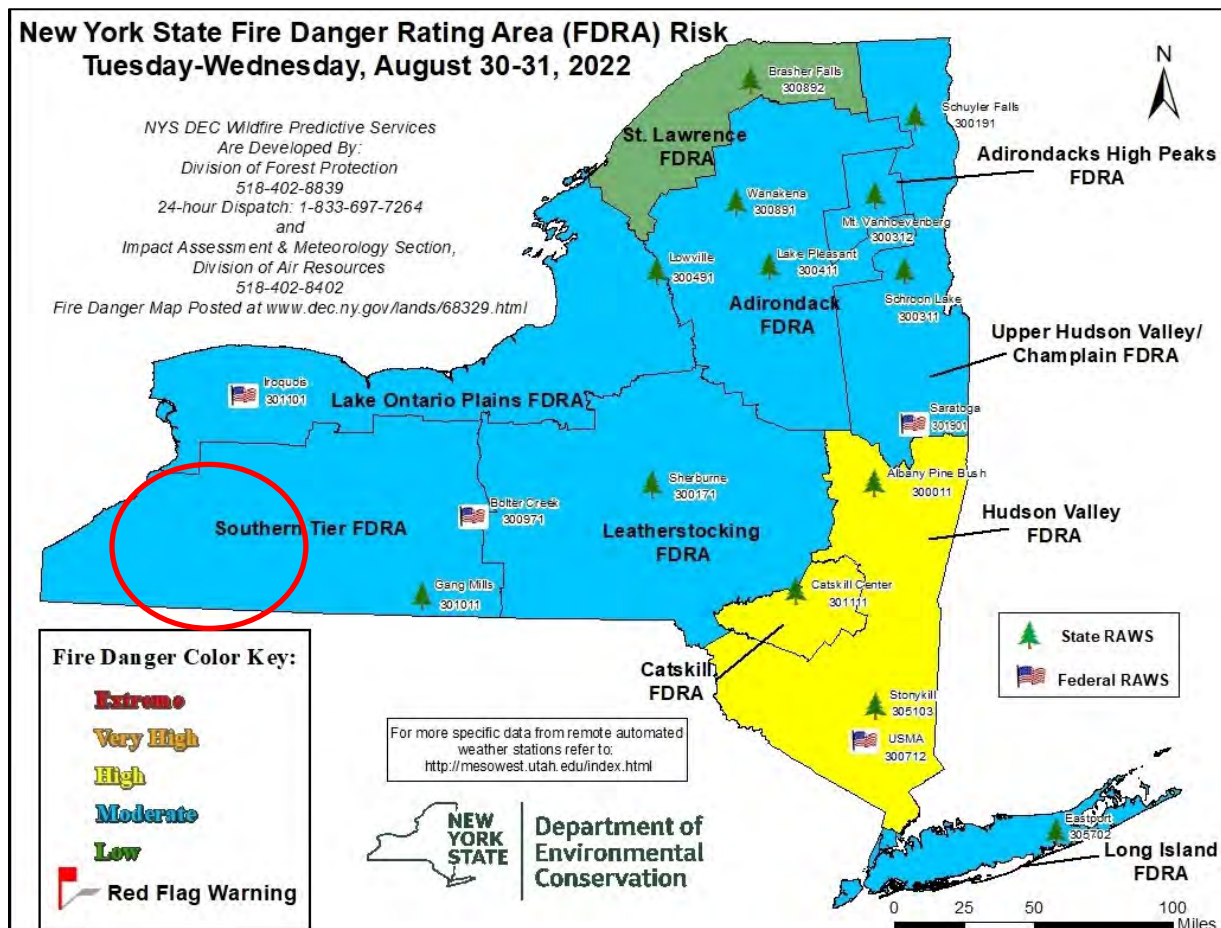 New York State Fire Danger Rating Area (FDRA) Risk
Tuesday-Wednesday, August 30-31, 2022
NYS DEC Wildfire Predictive Services
Are Developed By:
Division of Forest Protection
518-402-8839
24-hour Dispatch: 1-833-697-7264
and
Impact Assessment & Meteorology Section,
Division of Air Resources
518-402-8402
Fire Danger Map Posted at www.dec.ny.gov/lands/68329.html
N
Brasher Falls
300892
St. Lawrence
FDRA
Schuyler Falls
300191
Adirondacks High Peaks
FDRA
Wanakena
300891
Mt. Vanhoevenberg
300312
Lowville
300491
Lake Pleasant
300411
Schroon Lake
300311
Adirondack
FDRA
Upper Hudson Valley/
Champlain FDRA
Iroquois
301101
Lake Ontario Plains FDRA
Saratoga
301901
Sherburne
300171
Albany Pine Bush
300011
Bolter Creek
300971
Southern Tier FDRA
Leatherstocking
FDRA
Hudson Valley
FDRA
Gang Mills
301011
Catskill Center
301111
Catskill
FDRA
Stonykill
305103
USMA
300712
Eastport
305702
Long Island
FDRA
State RAWS
Federal RAWS
Fire Danger Color Key:
Extreme
Very High
High
Moderate
Low
Red Flag Warning
For more specific data from remote automated
weather stations refer to:
http://mesowest.utah.edu/index.html
NEW
YORK
STATE
Department of
Environmental
Conservation
0 25 50 100
Miles